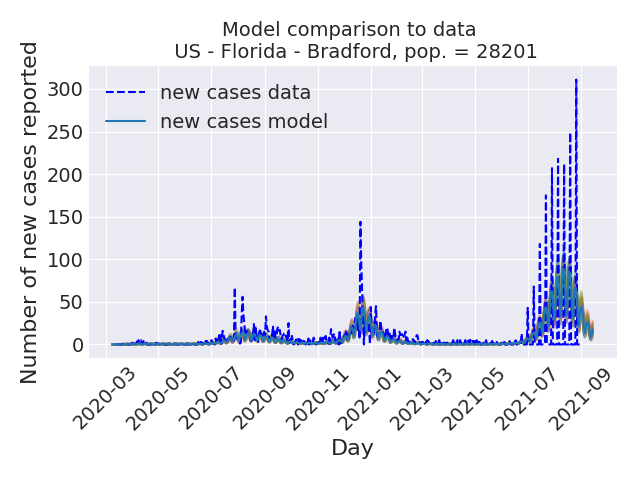 Model comparison to data
US - Florida - Bradford, pop. = 28201
Number of new cases reported
300
250
200
150
100
50
0
new cases data
new cases model
2020-03
2020-05
2020-07
2020-09
2020-11
2021-01
2021-03
2021-05
2021-07
2021-09
Day